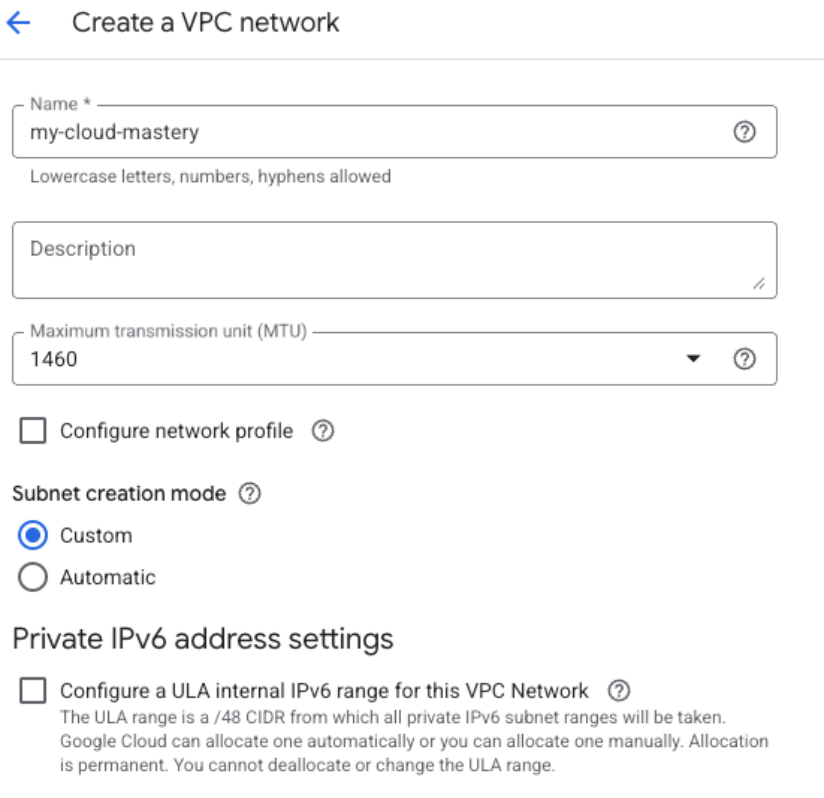 Create a VPC network
Name *
my-cloud-mastery
Lowercase letters, numbers, hyphens allowed
Description
Maximum transmission unit (MTU)
1460
Configure network profile
Subnet creation mode
Custom
Automatic
Private IPv6 address settings
Configure a ULA internal IPv6 range for this VPC Network
The ULA range is a /48 CIDR from which all private IPv6 subnet ranges will be taken.
Google Cloud can allocate one automatically or you can allocate one manually. Allocation
is permanent. You cannot deallocate or change the ULA range.